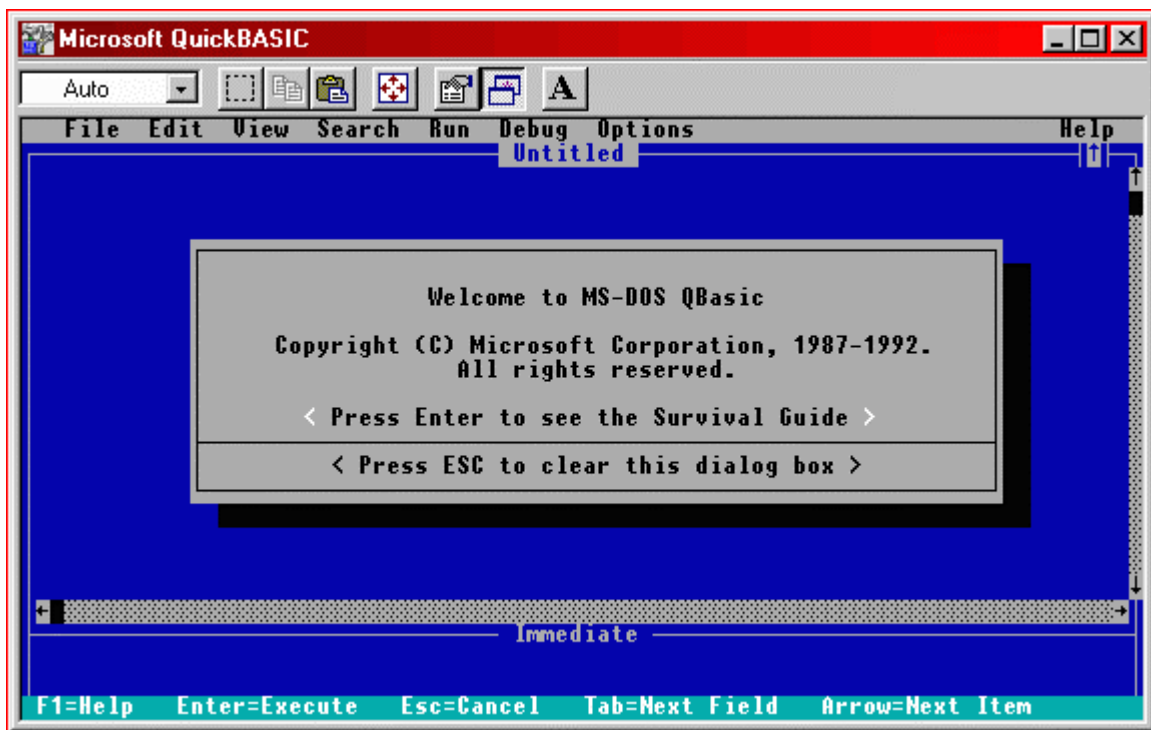 Microsoft QuickBASIC
Auto A
File Edit View Search Run Debug Options Help
Untitled
Welcome to MS-DOS QBasic
Copyright (C) Microsoft Corporation, 1987-1992.
All rights reserved.
< Press Enter to see the Survival Guide >
< Press ESC to clear this dialog box >
Immediate
F1=Help Enter=Execute Esc=Cancel Tab=Next Field Arrow=Next Item